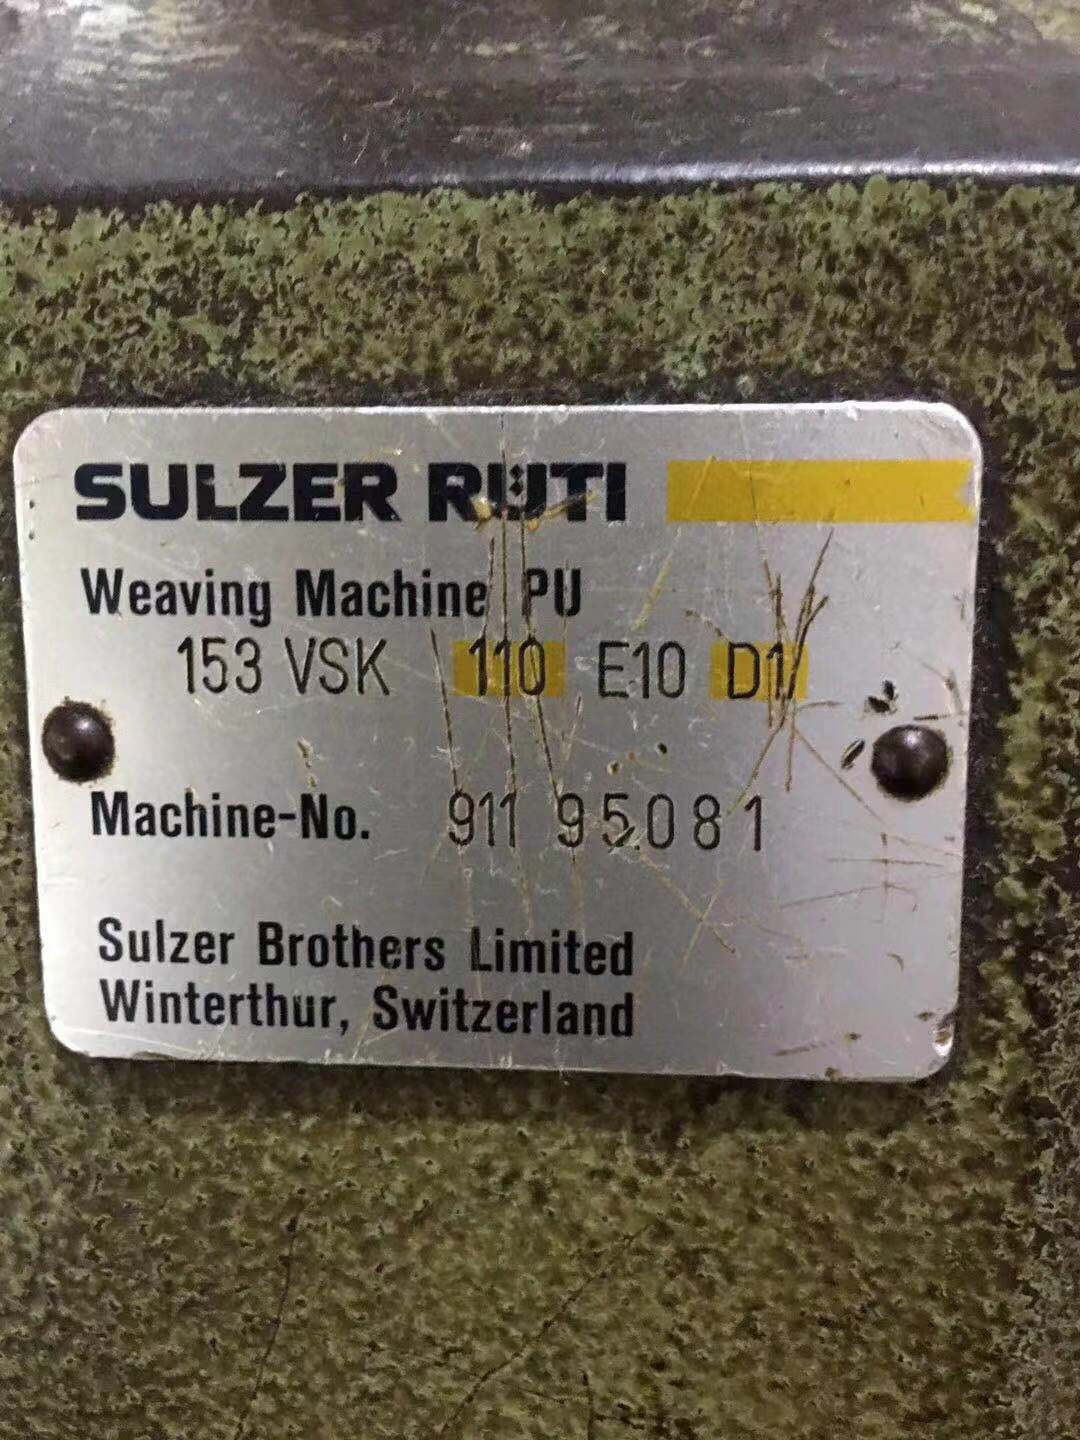 SULZER RÜTI
Weaving Machine PU
153 VSK 110 E10 D1
Machine-No. 911 95081
Sulzer Brothers Limited
Winterthur, Switzerland